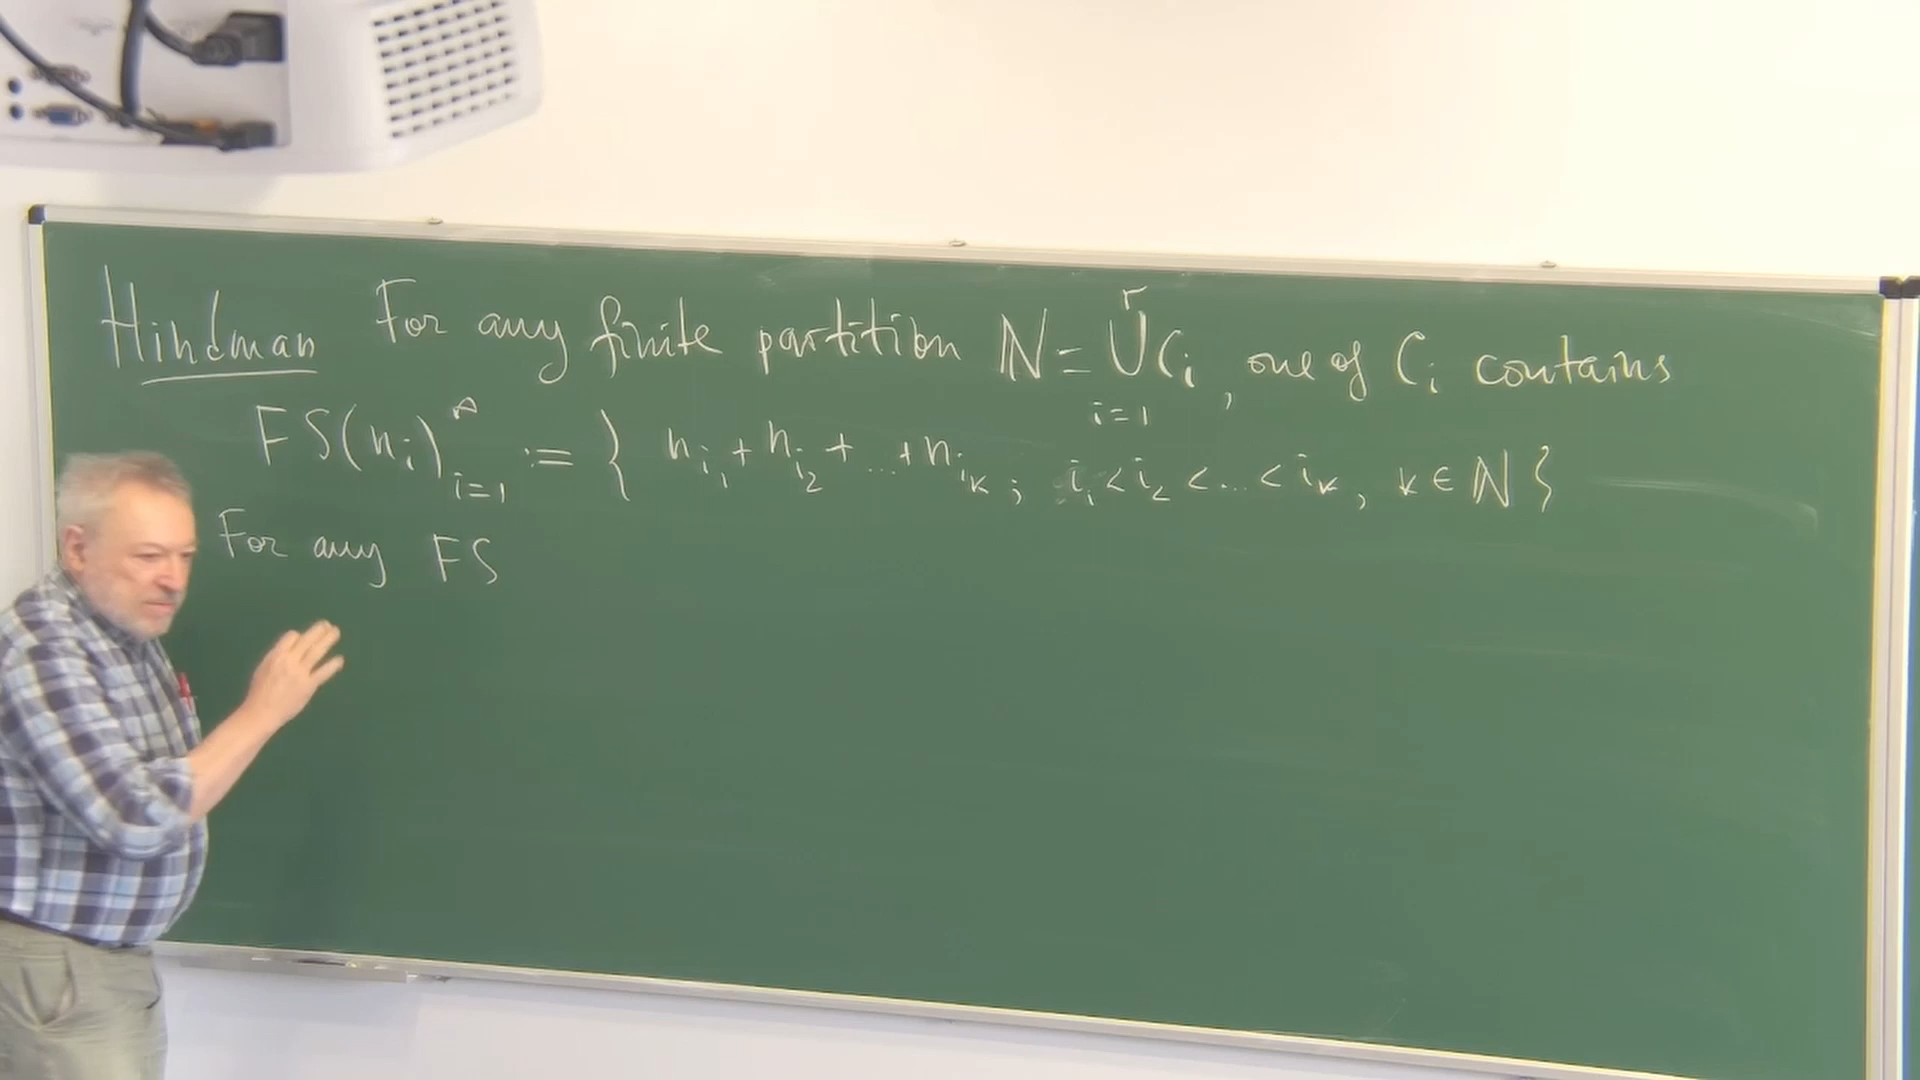 Hindman For any finite partition ℕ = ⋃_{i=1}^{r} C_i, one of C_i contains
FS(n_i)_{i=1}^{∞} := { n_{i_1} + n_{i_2} + ... + n_{i_k} ; i_1 < i_2 < ... < i_k, k ∈ ℕ }
For any FS